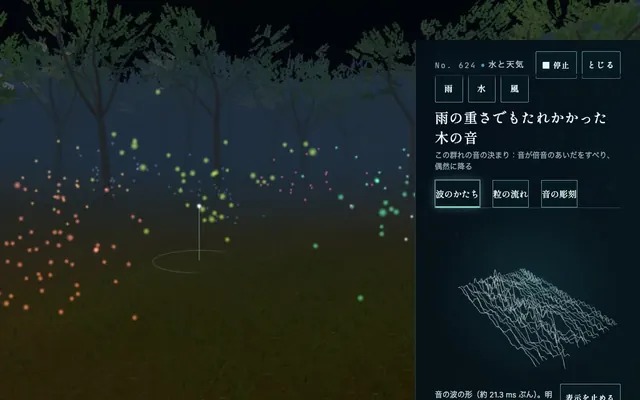 No. 624 • 水と天気
■ 停止
とじる
雨
水
風
雨の重さでもたれかかった
木の音
この群れの音の決まり：音が倍音のあいだをすべり、
偶然に降る
波のかたち
粒の流れ
音の彫刻
音の波の形（約 21.3 ms ぶん）。明
表示を止める